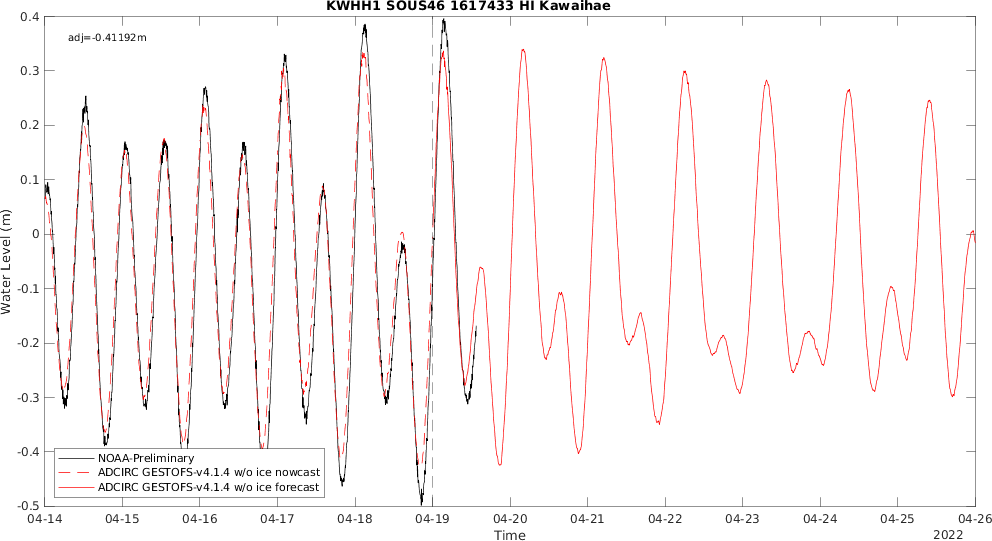 KWHH1 SOUS46 1617433 HI Kawaihae
adj=-0.41192m
0.4
0.3
0.2
0.1
0
-0.1
-0.2
-0.3
-0.4
-0.5
Water Level (m)
NOAA-Preliminary
ADCIRC GESTOFS-v4.1.4 w/o ice nowcast
ADCIRC GESTOFS-v4.1.4 w/o ice forecast
04-14 04-15 04-16 04-17 04-18 04-19 04-20 04-21 04-22 04-23 04-24 04-25 04-26
Time
2022